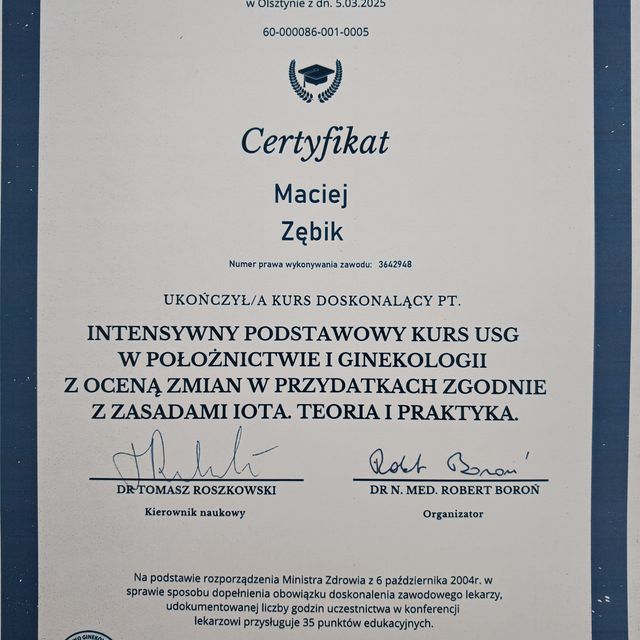 w Olsztynie z dn. 5.03.2025
60-000086-001-0005
Certyfikat
Maciej
Zębik
Numer prawa wykonywania zawodu: 3642948
UKOŃCZYŁ/A KURS DOSKONALĄCY PT.
INTENSYWNY PODSTAWOWY KURS USG
W POŁOŻNICTWIE I GINEKOLOGII
Z OCENĄ ZMIAN W PRZYDATKACH ZGODNIE
Z ZASADAMI IOTA. TEORIA I PRAKTYKA.
Robert Boroń
DR TOMASZ ROSZKOWSKI
DR N. MED. ROBERT BOROŃ
Kierownik naukowy
Organizator
Na podstawie rozporządzenia Ministra Zdrowia z 6 października 2004r. w
sprawie sposobu dopełnienia obowiązku doskonalenia zawodowego lekarzy,
udokumentowanej liczby godzin uczestnictwa w konferencji
lekarzowi przysługuje 35 punktów edukacyjnych.